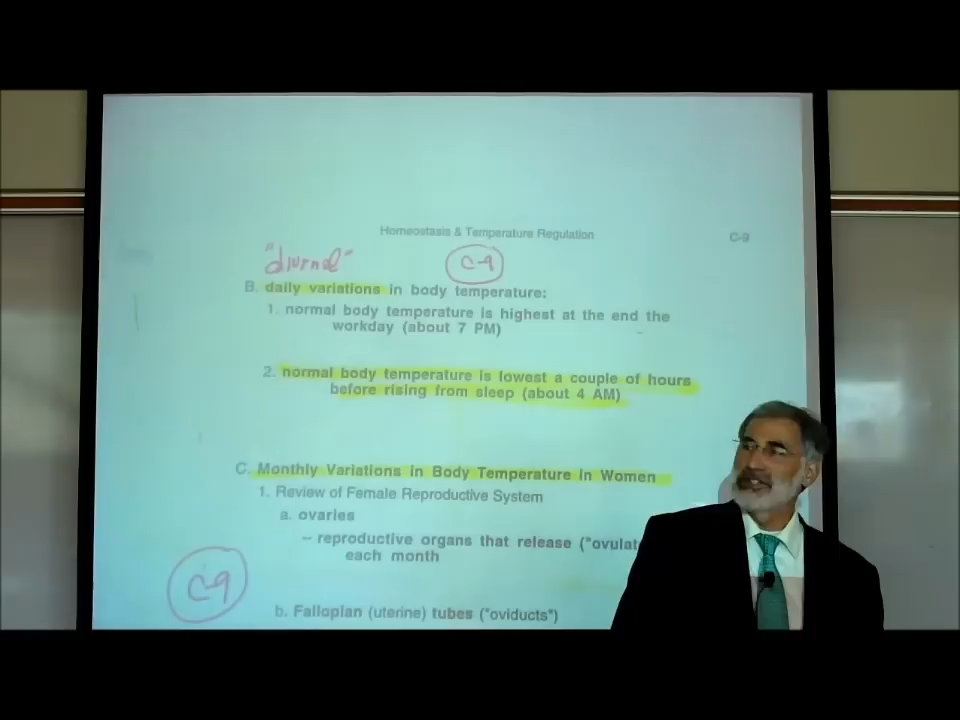 Homeostasis & Temperature Regulation C-9
"diurnal" C-9
B. daily variations in body temperature:
1. normal body temperature is highest at the end the
workday (about 7 PM)
2. normal body temperature is lowest a couple of hours
before rising from sleep (about 4 AM)
C. Monthly Variations in Body Temperature in Women
1. Review of Female Reproductive System
a. ovaries
– reproductive organs that release ("ovulat
each month
C-9
b. Fallopian (uterine) tubes ("oviducts")